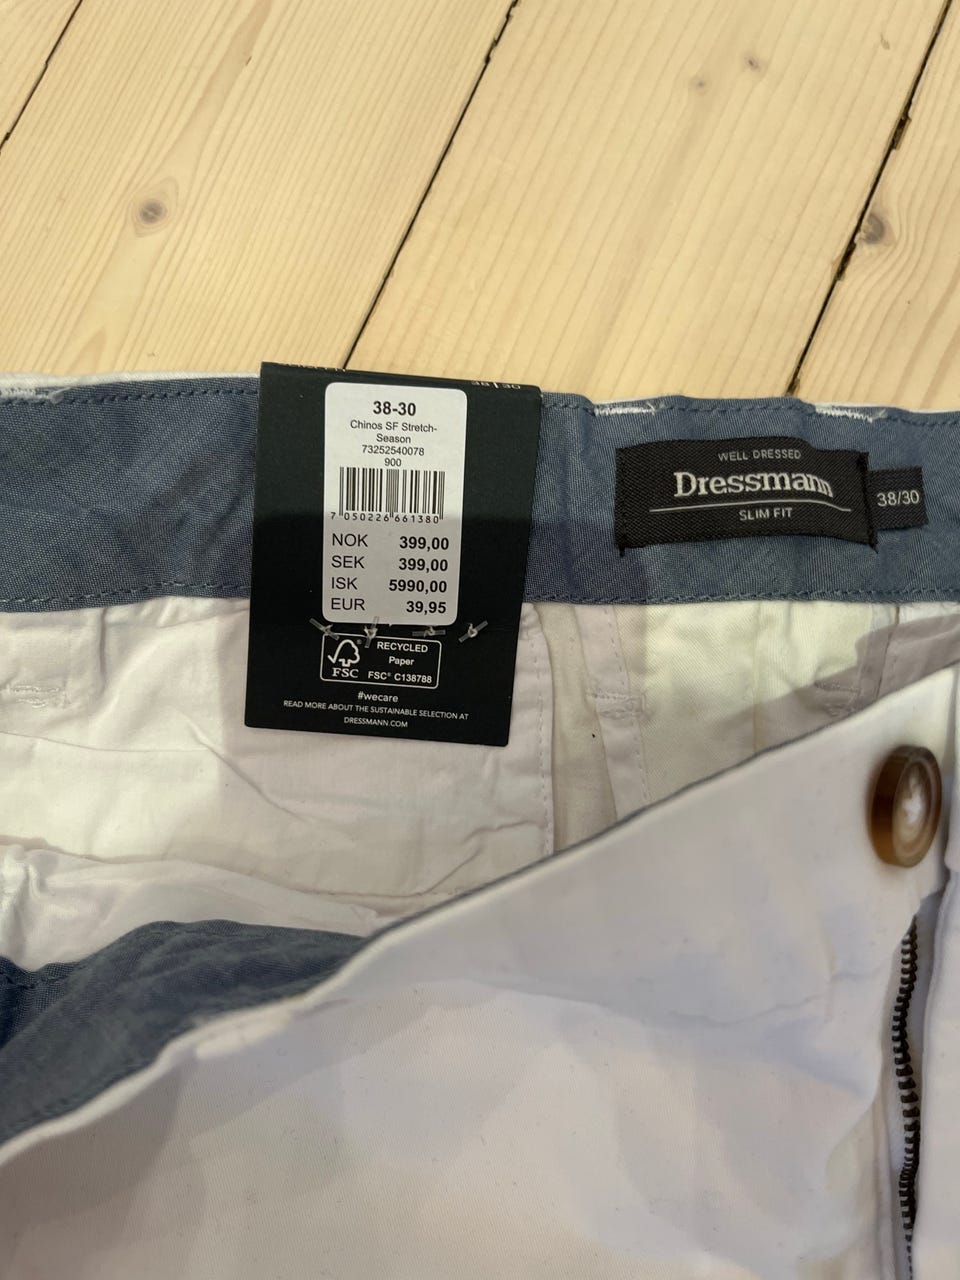 DE|BE
38-30
Chinos SF Stretch-
Season
73252540078
900
7 050226 661380
NOK 399,00
SEK 399,00
ISK 5990,00
EUR 39,95
RECYCLED
Paper
FSC® C138788
FSC
#wecare
READ MORE ABOUT THE SUSTAINABLE SELECTION AT
DRESSMANN.COM
WELL DRESSED
Dressmann
SLIM FIT
38/30